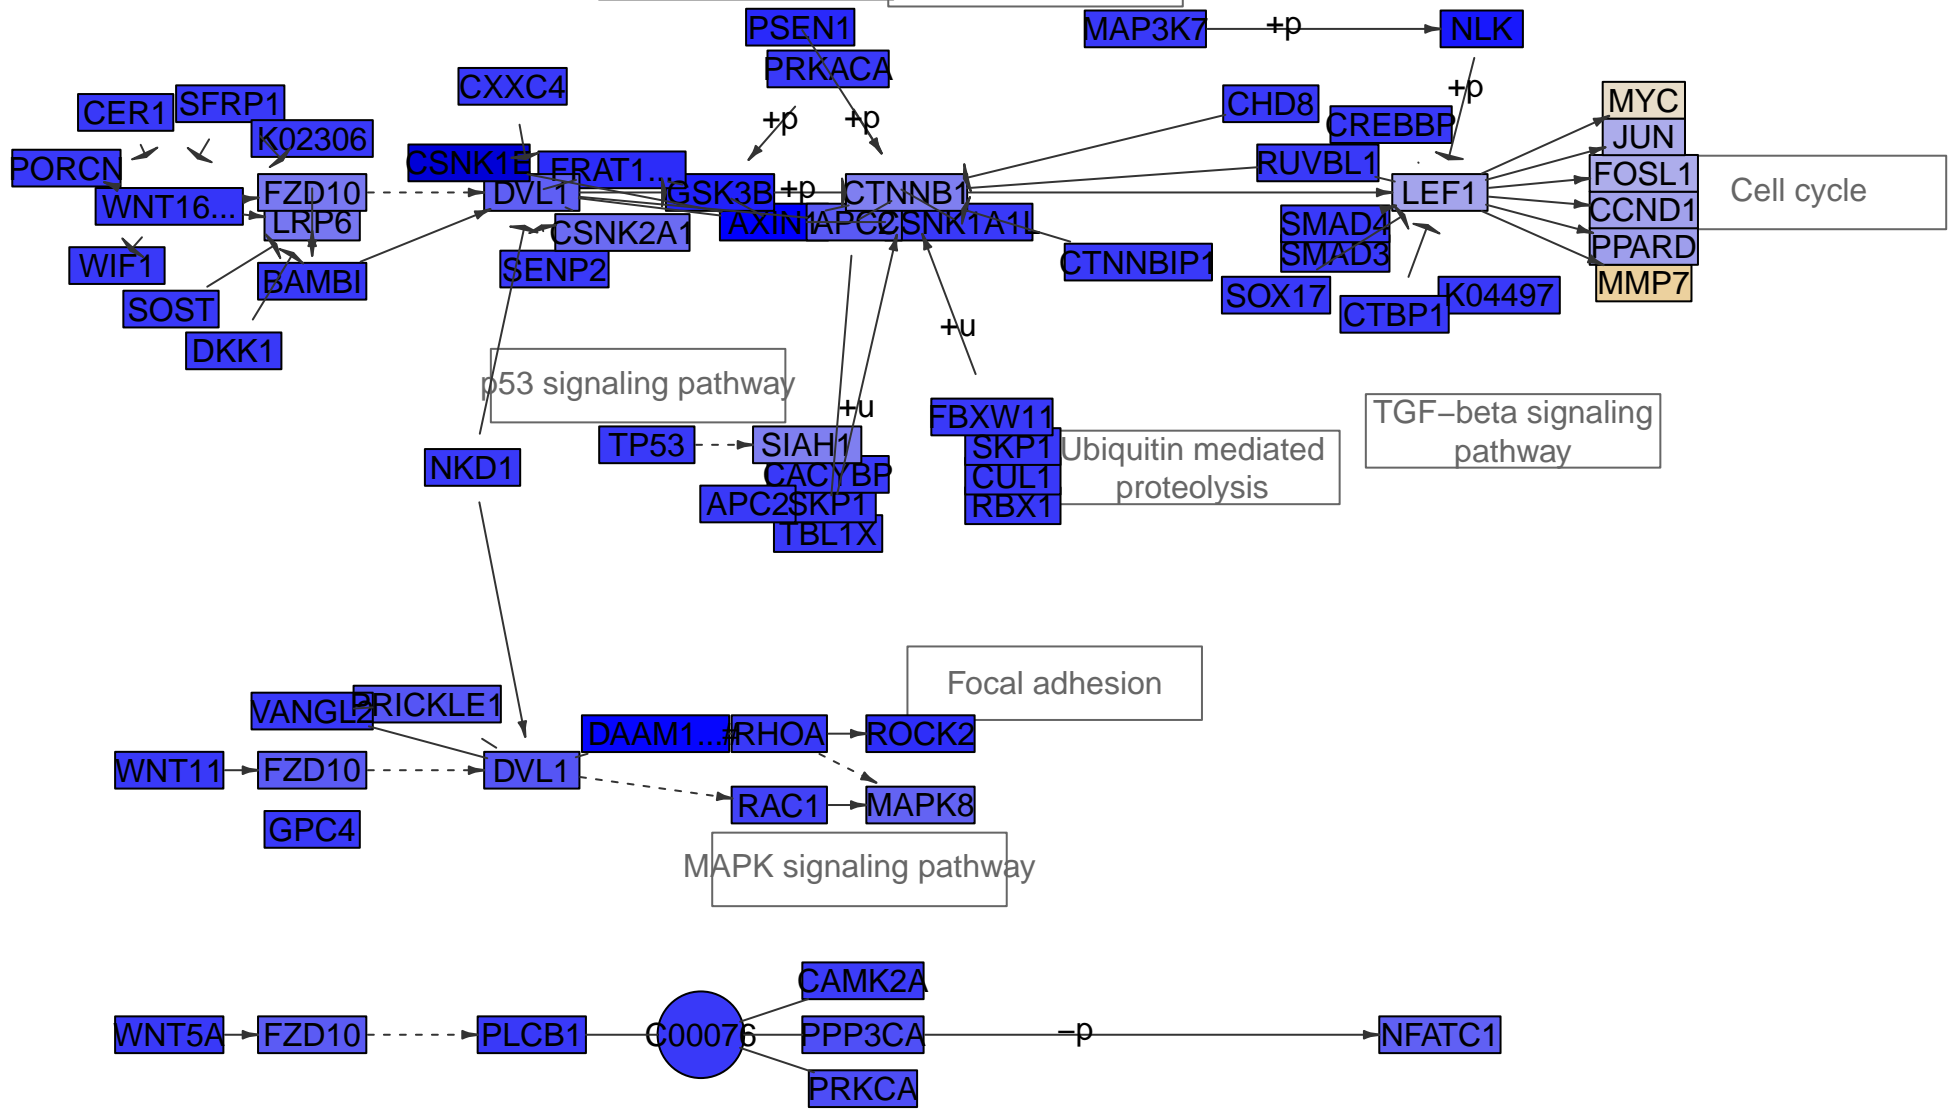 PSEN1
MAP3K7
+p
NLK
PRKACA
CXXC4
CER1
SFRP1
K02306
+p
+p
+p
CHD8
CREBBP
MYC
JUN
PORCN
FRAT1...
RUVBL1
FOSL1
Cell cycle
WNT16...
FZD10
DVL1
GSK3B
+p
CTNNB1
LEF1
CCND1
LRP6
CSNK2A1
APC2
CSNK1A1L
SMAD4
SMAD3
PPARD
WIF1
BAMBI
SENP2
CTNNBIP1
MMP7
SOST
SOX17
K04497
CTBP1
DKK1
+u
p53 signaling pathway
+u
FBXW11
TGF−beta signaling
pathway
TP53
SIAH1
SKP1
Ubiquitin mediated
proteolysis
NKD1
CACYBP
CUL1
APC2
SKP1
RBX1
TBL1X
Focal adhesion
VANGL2
PRICKLE1
DAAM1...
RHOA
ROCK2
WNT11
FZD10
DVL1
RAC1
MAPK8
GPC4
MAPK signaling pathway
CAMK2A
WNT5A
FZD10
PLCB1
C00076
PPP3CA
−p
NFATC1
PRKCA